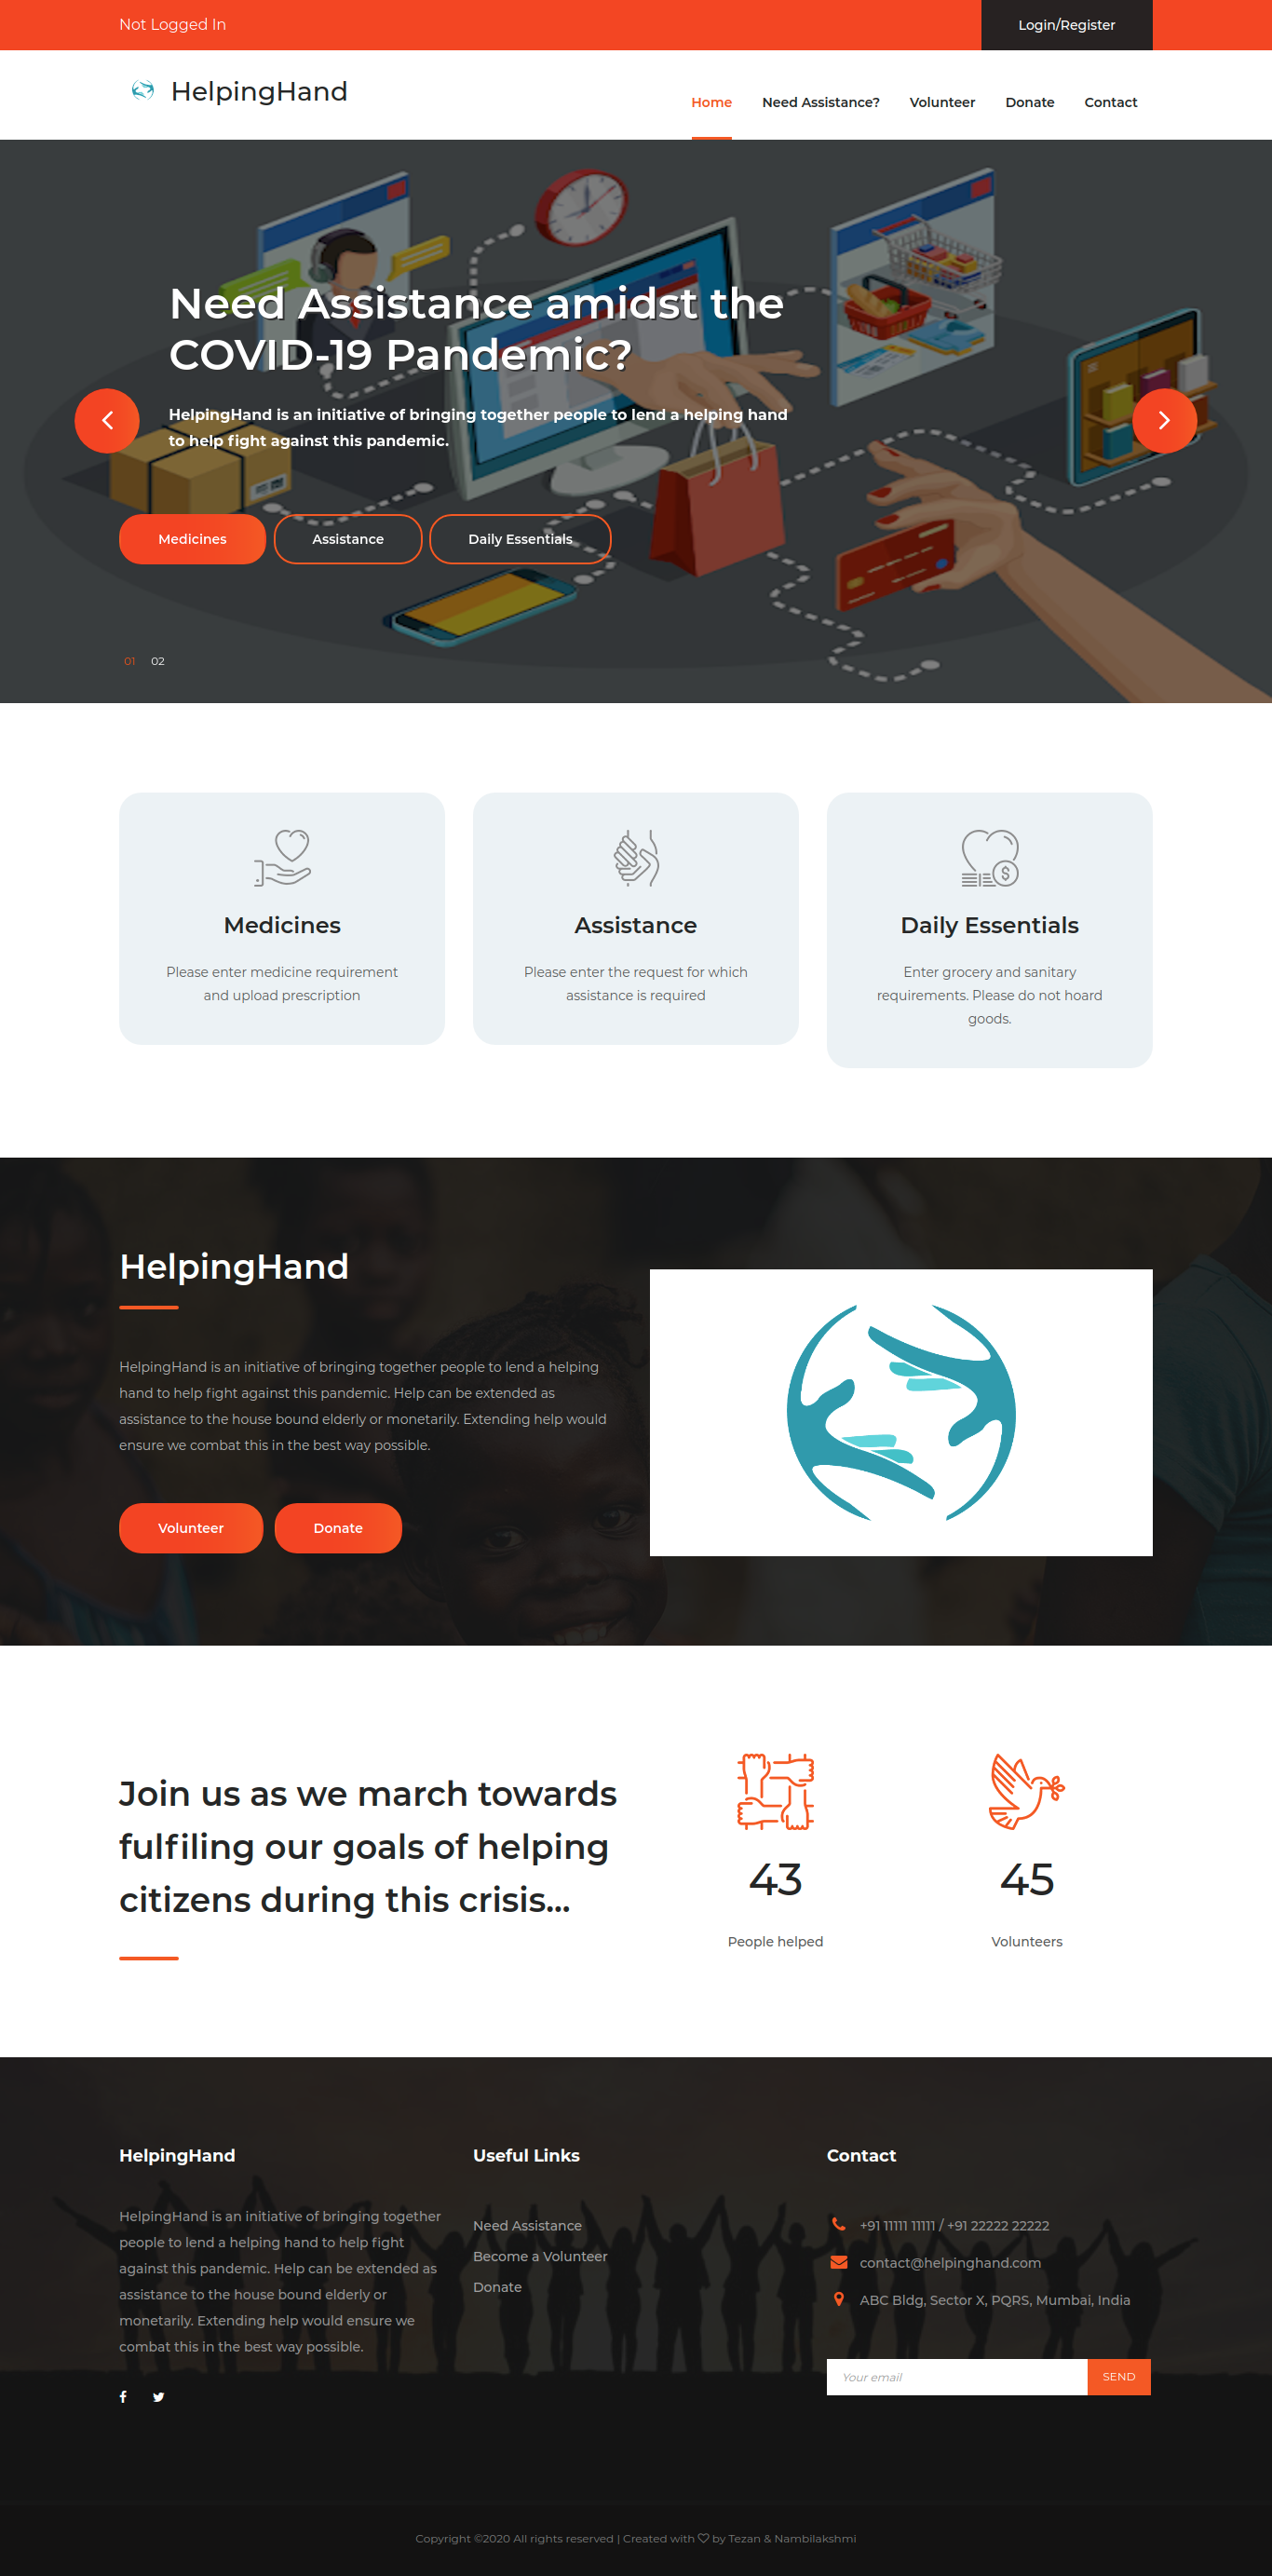 Not Logged In
Login/Register
HelpingHand
Home
Need Assistance?
Volunteer
Donate
Contact
Need Assistance amidst the
COVID-19 Pandemic?
HelpingHand is an initiative of bringing together people to lend a helping hand
to help fight against this pandemic.
Medicines
Assistance
Daily Essentials
01
02
Medicines
Please enter medicine requirement
and upload prescription
Assistance
Please enter the request for which
assistance is required
Daily Essentials
Enter grocery and sanitary
requirements. Please do not hoard
goods.
HelpingHand
HelpingHand is an initiative of bringing together people to lend a helping
hand to help fight against this pandemic. Help can be extended as
assistance to the house bound elderly or monetarily. Extending help would
ensure we combat this in the best way possible.
Volunteer
Donate
Join us as we march towards
fulfiling our goals of helping
citizens during this crisis...
43
People helped
45
Volunteers
HelpingHand
HelpingHand is an initiative of bringing together
people to lend a helping hand to help fight
against this pandemic. Help can be extended as
assistance to the house bound elderly or
monetarily. Extending help would ensure we
combat this in the best way possible.
Useful Links
Need Assistance
Become a Volunteer
Donate
Contact
+91 11111 11111 / +91 22222 22222
contact@helpinghand.com
ABC Bldg, Sector X, PQRS, Mumbai, India
Your email
SEND
Copyright ©2020 All rights reserved | Created with ♡ by Tezan & Nambilakshmi